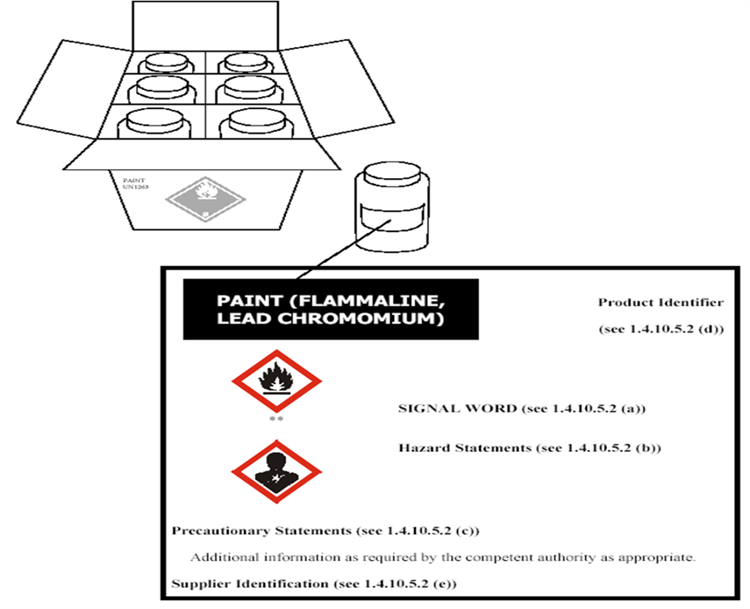 PAINT
UN1263
PAINT (FLAMMALINE,
LEAD CHROMOMIUM)
Product Identifier
(see 1.4.10.5.2 (d))
**
SIGNAL WORD (see 1.4.10.5.2 (a))
Hazard Statements (see 1.4.10.5.2 (b))
Precautionary Statements (see 1.4.10.5.2 (c))
Additional information as required by the competent authority as appropriate.
Supplier Identification (see 1.4.10.5.2 (e))